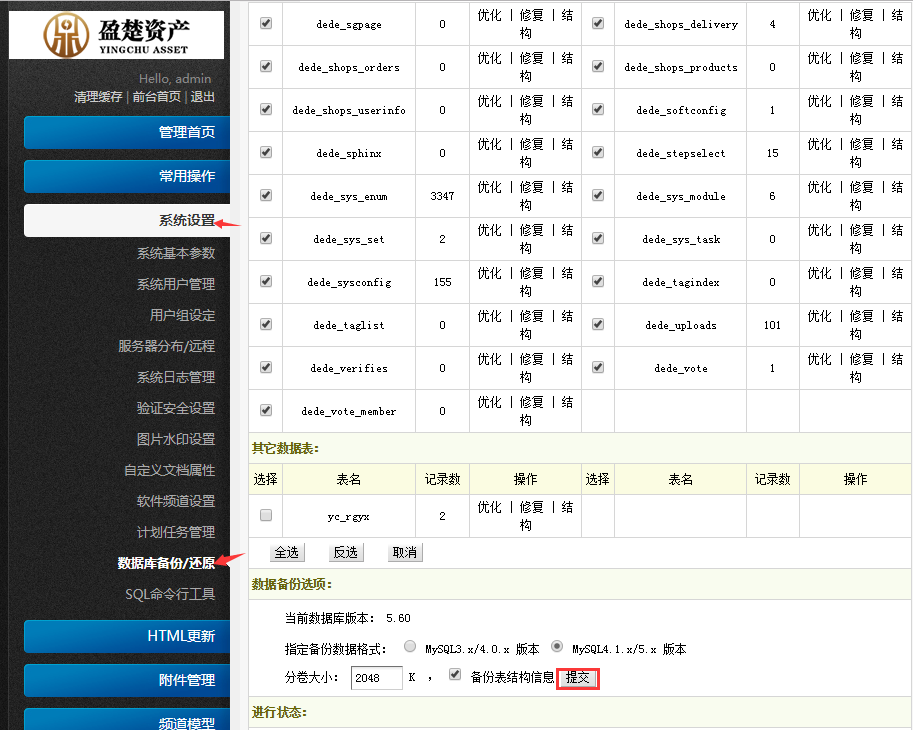 盈楚资产
YINGCHU ASSET
Hello, admin
清理缓存 | 前台首页 | 退出
管理首页
常用操作
系统设置
系统基本参数
系统用户管理
用户组设定
服务器分布/远程
系统日志管理
验证安全设置
图片水印设置
自定义文档属性
软件频道设置
计划任务管理
数据库备份/还原
SQL命令行工具
HTML更新
附件管理
频道模型
dede_sgpage 0 优化 | 修复 | 结 dede_shops_delivery 4 优化 | 修复 | 结
构 构
dede_shops_orders 0 优化 | 修复 | 结 dede_shops_products 0 优化 | 修复 | 结
构 构
dede_shops_userinfo 0 优化 | 修复 | 结 dede_softconfig 1 优化 | 修复 | 结
构 构
dede_sphinx 0 优化 | 修复 | 结 dede_stepselect 15 优化 | 修复 | 结
构 构
dede_sys_enum 3347 优化 | 修复 | 结 dede_sys_module 6 优化 | 修复 | 结
构 构
dede_sys_set 2 优化 | 修复 | 结 dede_sys_task 0 优化 | 修复 | 结
构 构
dede_sysconfig 155 优化 | 修复 | 结 dede_tagindex 0 优化 | 修复 | 结
构 构
dede_taglist 0 优化 | 修复 | 结 dede_uploads 101 优化 | 修复 | 结
构 构
dede_verifies 0 优化 | 修复 | 结 dede_vote 1 优化 | 修复 | 结
构 构
dede_vote_member 0 优化 | 修复 | 结
构
其它数据表:
选择 表名 记录数 操作 选择 表名 记录数 操作
yc_rgyx 2 优化 | 修复 | 结
构
全选 反选 取消
数据备份选项:
当前数据库版本: 5.60
指定备份数据格式: MySQL3.x/4.0.x 版本 MySQL4.1.x/5.x 版本
分卷大小: 2048 K , 备份表结构信息 提交
进行状态: